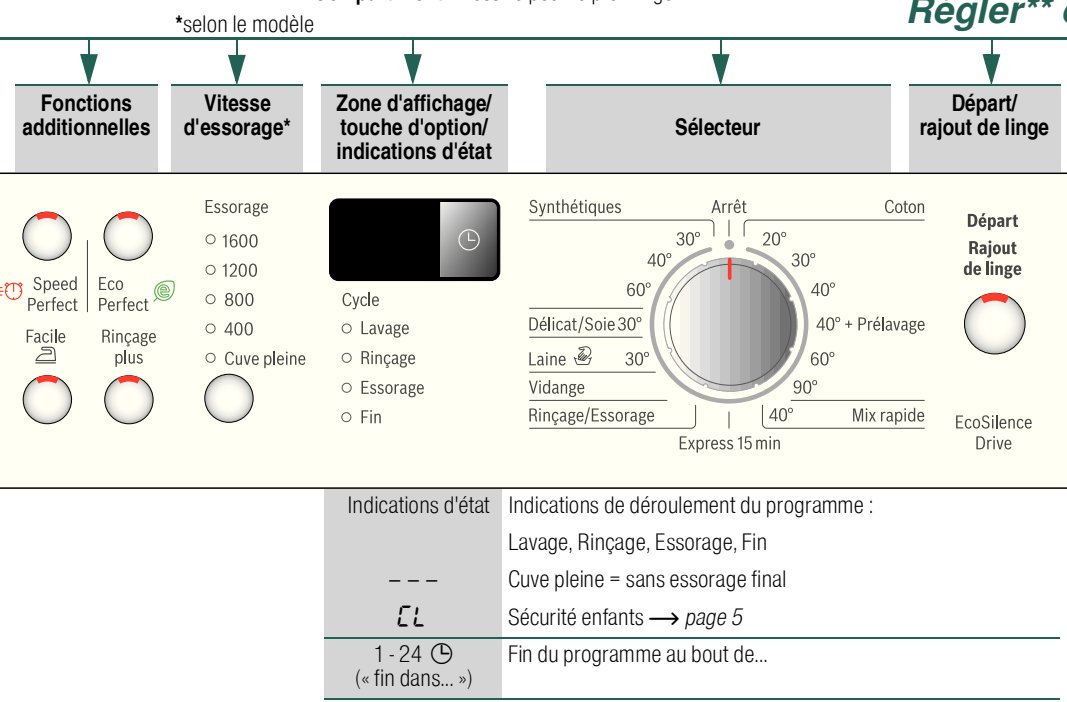 *selon le modèle
Régler**
Fonctions
additionnelles
Vitesse
d'essorage*
Zone d'affichage/
touche d'option/
indications d'état
Sélecteur
Départ/
rajout de linge
Speed
Perfect
Eco
Perfect
Facile
Rinçage
plus
Essorage
1600
1200
800
400
Cuve pleine
Cycle
Lavage
Rinçage
Essorage
Fin
Synthétiques
Arrêt
Coton
30°
20°
40°
30°
60°
40°
Délicat/Soie 30°
40° + Prélavage
Laine 30°
60°
Vidange
90°
Rinçage/Essorage
40° Mix rapide
Express 15 min
Départ
Rajout
de linge
EcoSilence
Drive
Indications d'état Indications de déroulement du programme :
Lavage, Rinçage, Essorage, Fin
– – – Cuve pleine = sans essorage final
CL Sécurité enfants ⟶ page 5
1 - 24 Fin du programme au bout de...
(« fin dans... »)